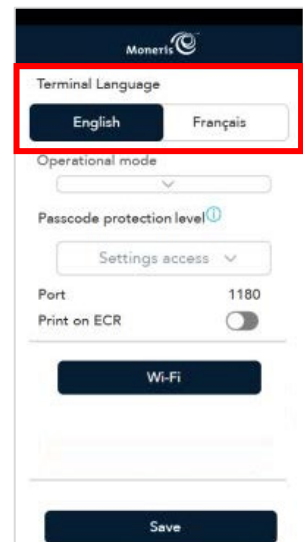 Moneris
Terminal Language
English Français
Operational mode
Passcode protection level
Settings access
Port 1180
Print on ECR
Wi-Fi
Save